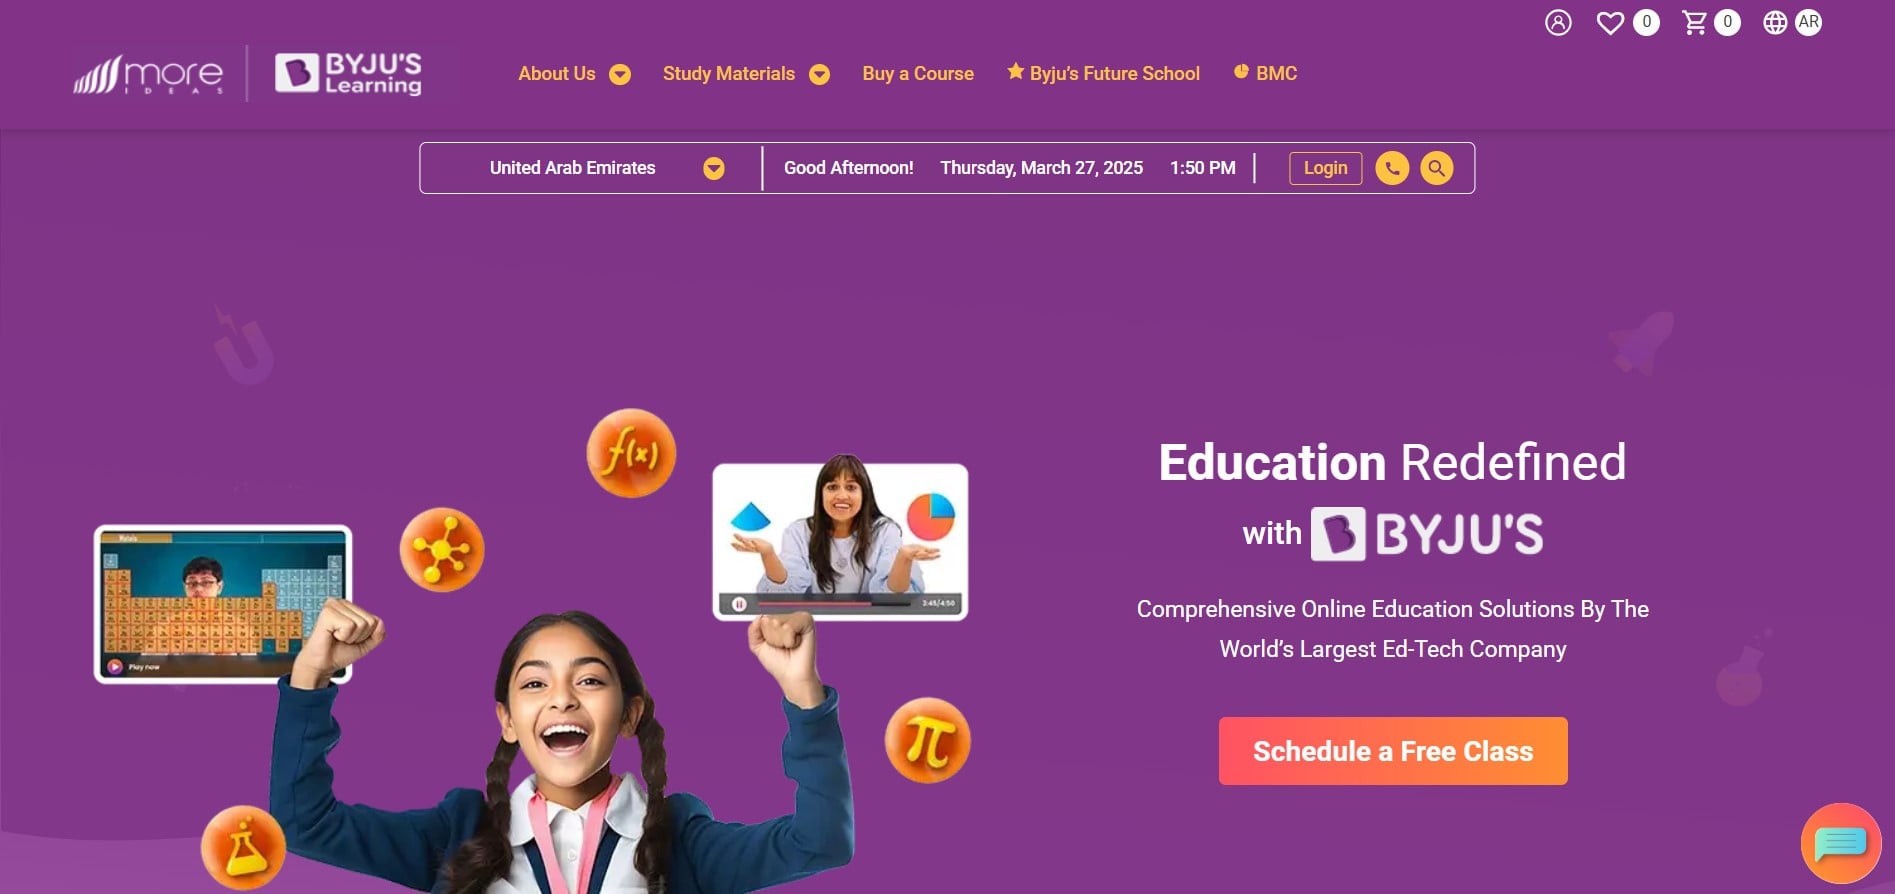 0
0
AR
more
IDEAS
BYJU'S
Learning
About Us
Study Materials
Buy a Course
Byju's Future School
BMC
United Arab Emirates
Good Afternoon!
Thursday, March 27, 2025
1:50 PM
Login
f(x)
Education Redefined
with BYJU'S
Metals
3:45/4:50
Play now
Comprehensive Online Education Solutions By The
World's Largest Ed-Tech Company
π
Schedule a Free Class